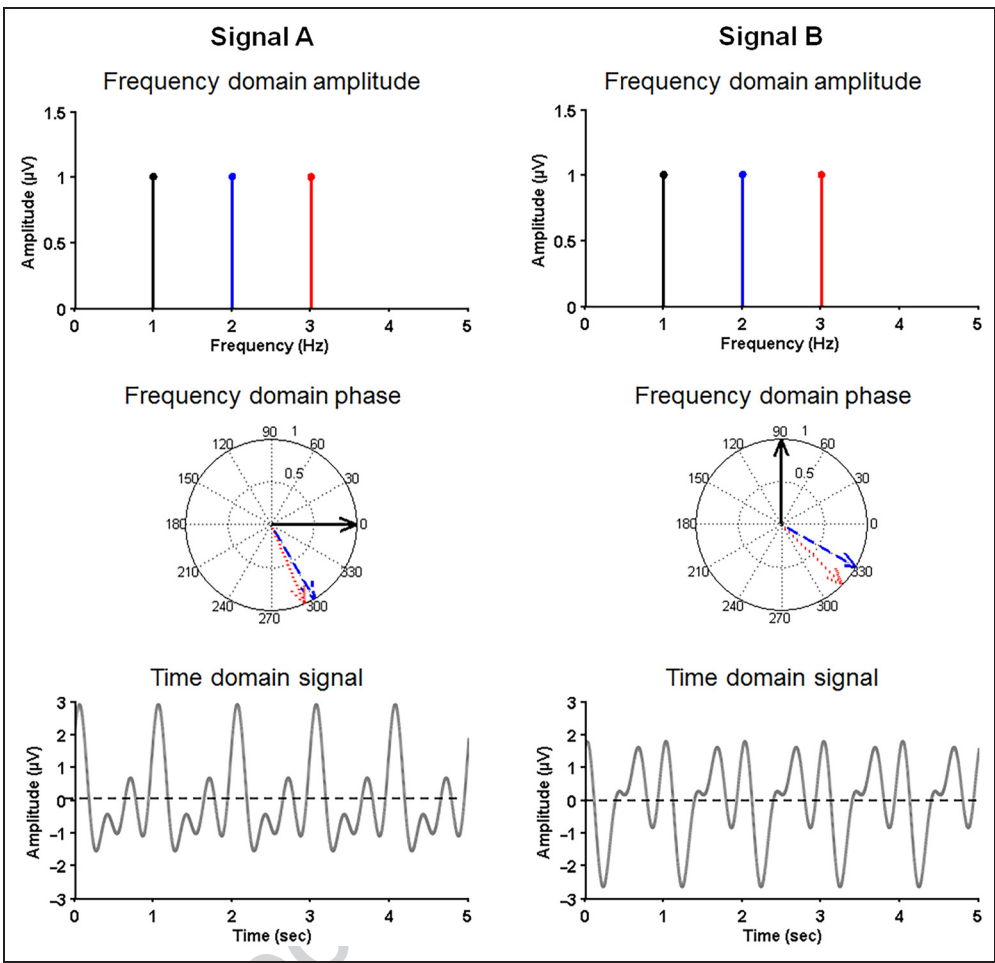 Signal A
Signal B
Frequency domain amplitude
Frequency domain amplitude
1.5
1
0.5
0
Amplitude (µV)
0 1 2 3 4 5
Frequency (Hz)
1.5
1
0.5
0
Amplitude (µV)
0 1 2 3 4 5
Frequency (Hz)
Frequency domain phase
90 1
120 60
0.5
150 30
180 0
210 330
240 300
270
Frequency domain phase
90 1
120 60
0.5
150 30
180 0
210 330
240 300
270
Time domain signal
3
2
1
0
–1
–2
–3
Amplitude (µV)
0 1 2 3 4 5
Time (sec)
Time domain signal
3
2
1
0
–1
–2
–3
Amplitude (µV)
0 1 2 3 4 5
Time (sec)